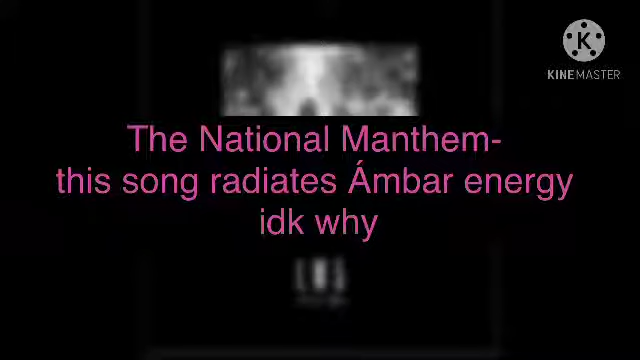 KINEMASTER
The National Manthem-
this song radiates Ámbar energy
idk why